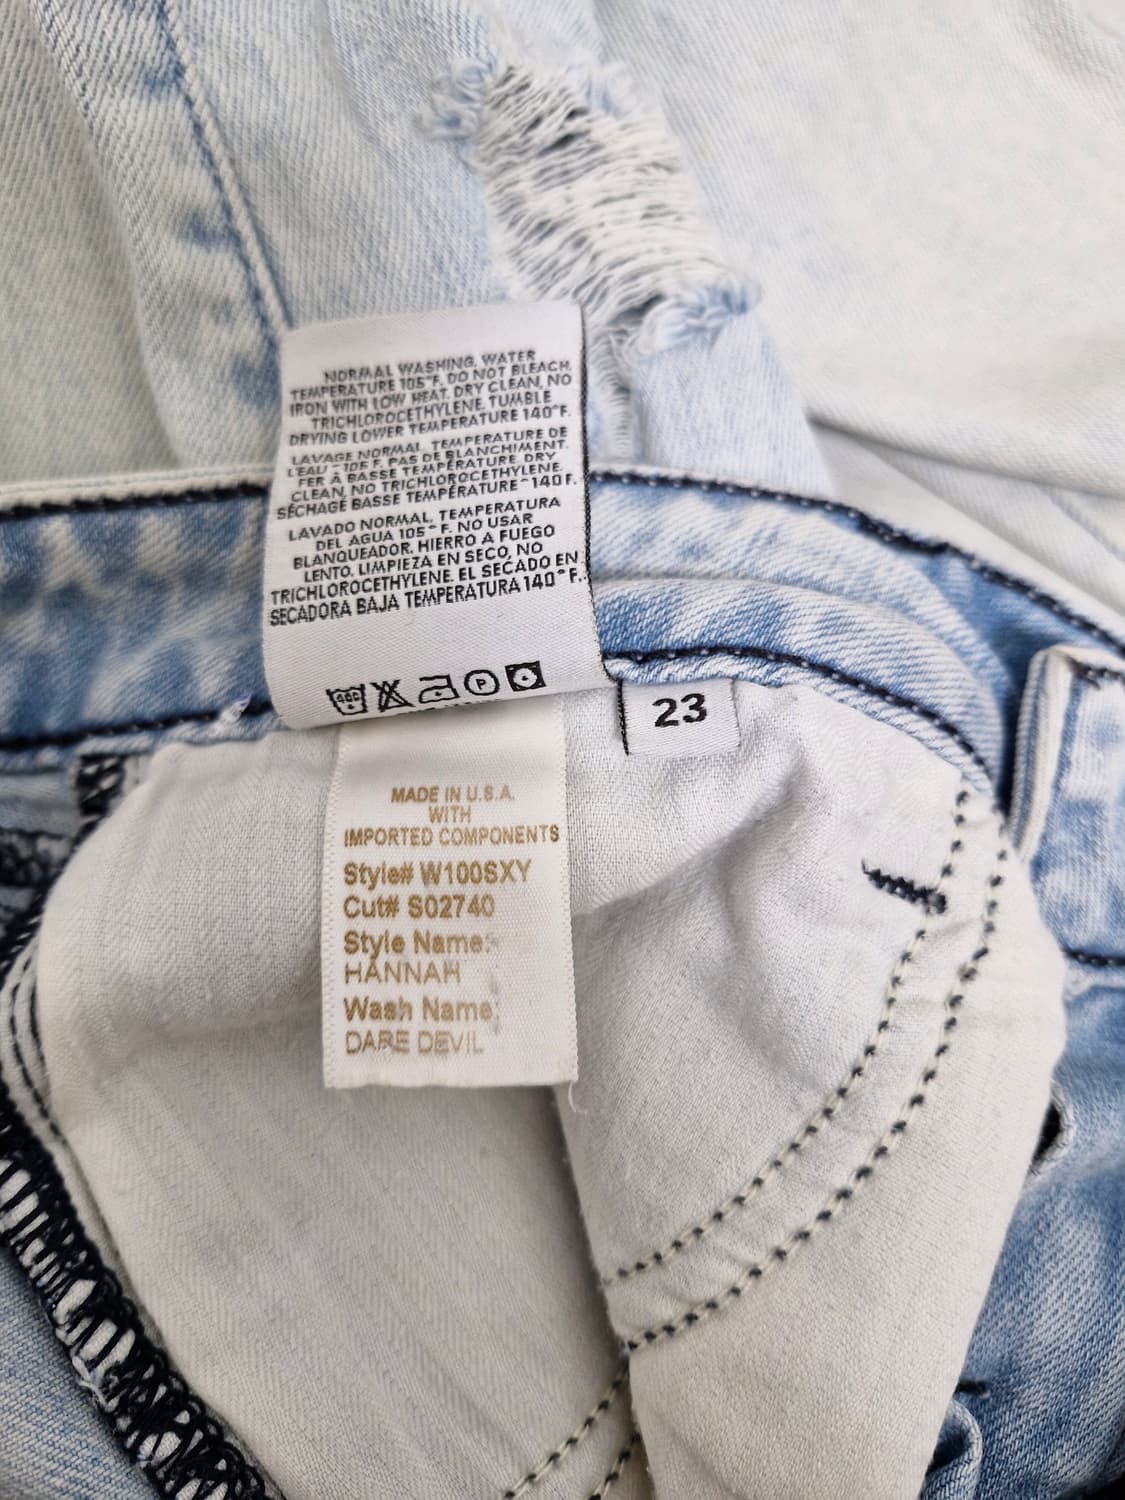 NORMAL WASHING, WATER
TEMPERATURE 105°F. DO NOT BLEACH.
IRON WITH LOW HEAT. DRY CLEAN, NO
TRICHLOROCETHYLENE. TUMBLE
DRYING LOWER TEMPERATURE 140°F.
LAVAGE NORMAL, TEMPERATURE DE
L'EAU -105 F. PAS DE BLANCHIMENT.
FER À BASSE TEMPÉRATURE DRY
CLEAN, NO TRICHLOROCETHYLENE.
SÉCHAGE BASSE TEMPÉRATURE-140F.
LAVADO NORMAL, TEMPERATURA
DEL AGUA 105-F. NO USAR
BLANQUEADOR. HIERRO A FUEGO
LENTO. LIMPIEZA EN SECO, NO
TRICHLOROCETHYLENE. EL SECADO EN
SECADORA BAJA TEMPERATURA 140°F.
P
23
MADE IN U.S.A.
WITH
IMPORTED COMPONENTS
Style# W100SXY
Cut# S02740
Style Name:
HANNAH
Wash Name:
DARE DEVIL